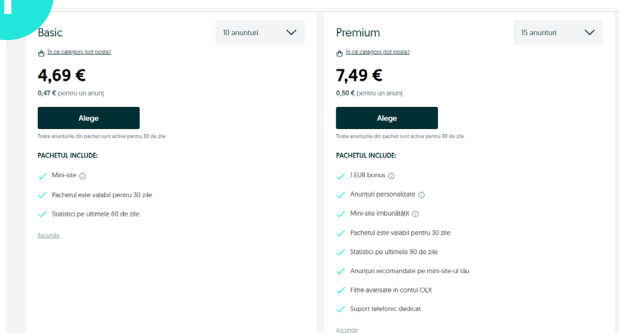 Basic
10 anunturi
În ce categorii pot posta?
4,69 €
0,47 € pentru un anunț
Alege
Toate anunțurile din pachet sunt active pentru 30 de zile
PACHETUL INCLUDE:
Mini-site
Pachetul este valabil pentru 30 zile
Statistici pe ultimele 60 de zile
Ascunde
Premium
15 anunturi
În ce categorii pot posta?
7,49 €
0,50 € pentru un anunț
Alege
Toate anunțurile din pachet sunt active pentru 30 de zile
PACHETUL INCLUDE:
1 EUR bonus
Anunțuri personalizate
Mini-site îmbunătățit
Pachetul este valabil pentru 30 zile
Statistici pe ultimele 90 de zile
Anunțuri recomandate pe mini-site-ul tău
Filtre avansate in contul OLX
Suport telefonic dedicat
Ascunde